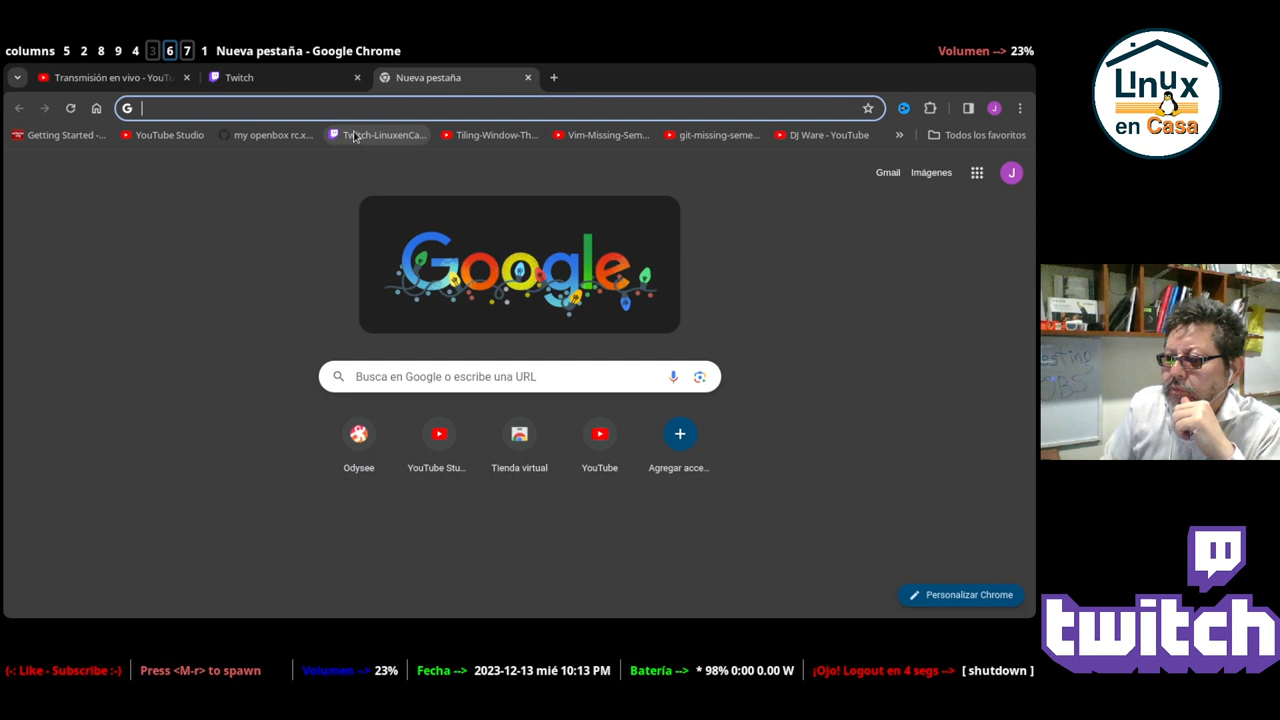 columns 5 2 8 9 4 3 6 7 1 Nueva pestaña - Google Chrome
Volumen --> 23%
Transmisión en vivo - YouTu
Twitch
Nueva pestaña
Getting Started -...
YouTube Studio
my openbox rc.x...
Twitch-LinuxenCa...
Tiling-Window-Th...
Vim-Missing-Sem...
git-missing-seme...
DJ Ware - YouTube
»
Todos los favoritos
Gmail
Imágenes
J
Google
Busca en Google o escribe una URL
Odysee
YouTube Stu...
Tienda virtual
YouTube
Agregar acce...
Personalizar Chrome
LInux
en Casa
Testing
OBS
twitch
(-: Like - Subscribe :-)
Press <M-r> to spawn
Volumen --> 23%
Fecha --> 2023-12-13 mié 10:13 PM
Batería --> * 98% 0:00 0.00 W
¡Ojo! Logout en 4 segs --> [ shutdown ]